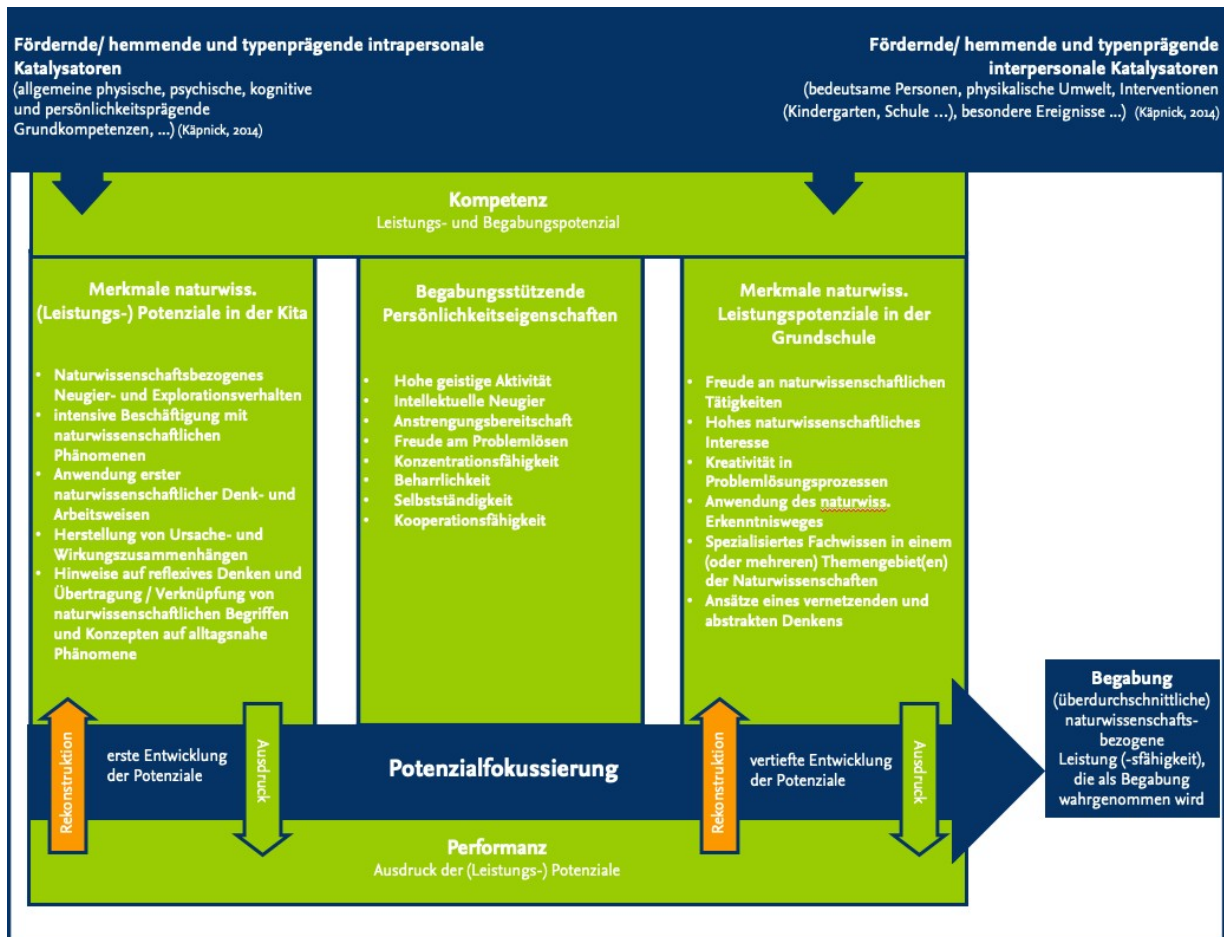 Fördernde/ hemmende und typenprägende intrapersonale
Katalysatoren
(allgemeine physische, psychische, kognitive
und persönlichkeitsprägende
Grundkompetenzen, ...) (Käpnick, 2014)
Fördernde/ hemmende und typenprägende
interpersonale Katalysatoren
(bedeutsame Personen, physikalische Umwelt, Interventionen
(Kindergarten, Schule ...), besondere Ereignisse ...) (Käpnick, 2014)
Kompetenz
Leistungs- und Begabungspotenzial
Merkmale naturwiss.
(Leistungs-) Potenziale in der Kita
• Naturwissenschaftsbezogenes
Neugier- und Explorationsverhalten
• intensive Beschäftigung mit
naturwissenschaftlichen
Phänomenen
• Anwendung erster
naturwissenschaftlicher Denk- und
Arbeitsweisen
• Herstellung von Ursache- und
Wirkungszusammenhängen
• Hinweise auf reflexives Denken und
Übertragung / Verknüpfung von
naturwissenschaftlichen Begriffen
und Konzepten auf alltagsnahe
Phänomene
Begabungsstützende
Persönlichkeitseigenschaften
• Hohe geistige Aktivität
• Intellektuelle Neugier
• Anstrengungsbereitschaft
• Freude am Problemlösen
• Konzentrationsfähigkeit
• Beharrlichkeit
• Selbstständigkeit
• Kooperationsfähigkeit
Merkmale naturwiss.
Leistungspotenziale in der
Grundschule
• Freude an naturwissenschaftlichen
Tätigkeiten
• Hohes naturwissenschaftliches
Interesse
• Kreativität in
Problemlösungsprozessen
• Anwendung des naturwiss.
Erkenntnisweges
• Spezialisiertes Fachwissen in einem
(oder mehreren) Themengebiet(en)
der Naturwissenschaften
• Ansätze eines vernetzenden und
abstrakten Denkens
Rekonstruktion
erste Entwicklung
der Potenziale
Ausdruck
Potenzialfokussierung
Rekonstruktion
vertiefte Entwicklung
der Potenziale
Ausdruck
Begabung
(überdurchschnittliche)
naturwissenschafts-
bezogene
Leistung (-sfähigkeit),
die als Begabung
wahrgenommen wird
Performanz
Ausdruck der (Leistungs-) Potenziale